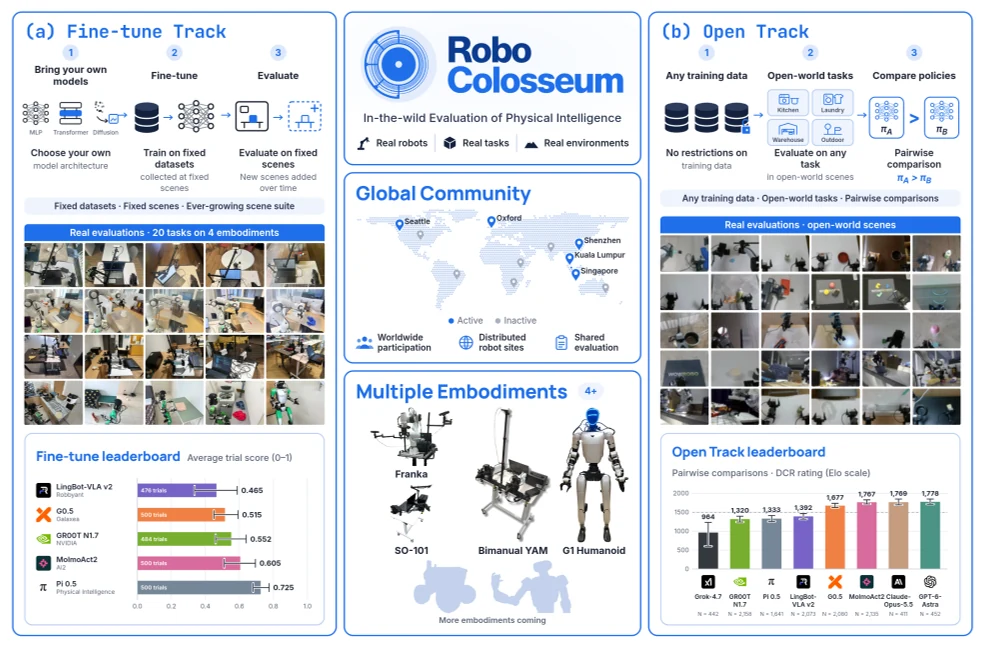 (a) Fine-tune Track
1
2
3
Bring your own
models
Fine-tune
Evaluate
MLP
Transformer
Diffusion
Choose your own
model architecture
Train on fixed
datasets
collected at fixed
scenes
Evaluate on fixed
scenes
New scenes added
over time
Fixed datasets · Fixed scenes · Ever-growing scene suite
Real evaluations · 20 tasks on 4 embodiments
Fine-tune leaderboard Average trial score (0–1)
LingBot-VLA v2
Robbyant
476 trials
0.465
G0.5
Galaxea
500 trials
0.515
GR00T N1.7
NVIDIA
484 trials
0.552
MolmoAct2
AI2
500 trials
0.605
π
Pi 0.5
Physical Intelligence
500 trials
0.725
0.0 0.2 0.4 0.6 0.8 1.0
Robo
Colosseum
In-the-wild Evaluation of Physical Intelligence
Real robots
Real tasks
Real environments
Global Community
Seattle
Oxford
Shenzhen
Kuala Lumpur
Singapore
Active
Inactive
Worldwide
participation
Distributed
robot sites
Shared
evaluation
Multiple Embodiments 4+
Franka
SO-101
Bimanual YAM
G1 Humanoid
More embodiments coming
(b) Open Track
1
2
3
Any training data
Open-world tasks
Compare policies
Kitchen
Laundry
Warehouse
Outdoor
πA > πB
No restrictions on
training data
Evaluate on any
task
in open-world scenes
Pairwise
comparison
πA > πB
Any training data · Open-world tasks · Pairwise comparisons
Real evaluations · open-world scenes
Open Track leaderboard
Pairwise comparisons · DCR rating (Elo scale)
2000
1500
1000
500
0
964
1,320
1,333
1,392
1,677
1,767
1,769
1,778
π
Grok-4.7
GR00T
N1.7
Pi 0.5
LingBot-
VLA v2
G0.5
MolmoAct2
Claude-
Opus-5.5
GPT-6-
Astra
N = 442
N = 2,158
N = 1,641
N = 2,073
N = 2,080
N = 2,135
N = 411
N = 452